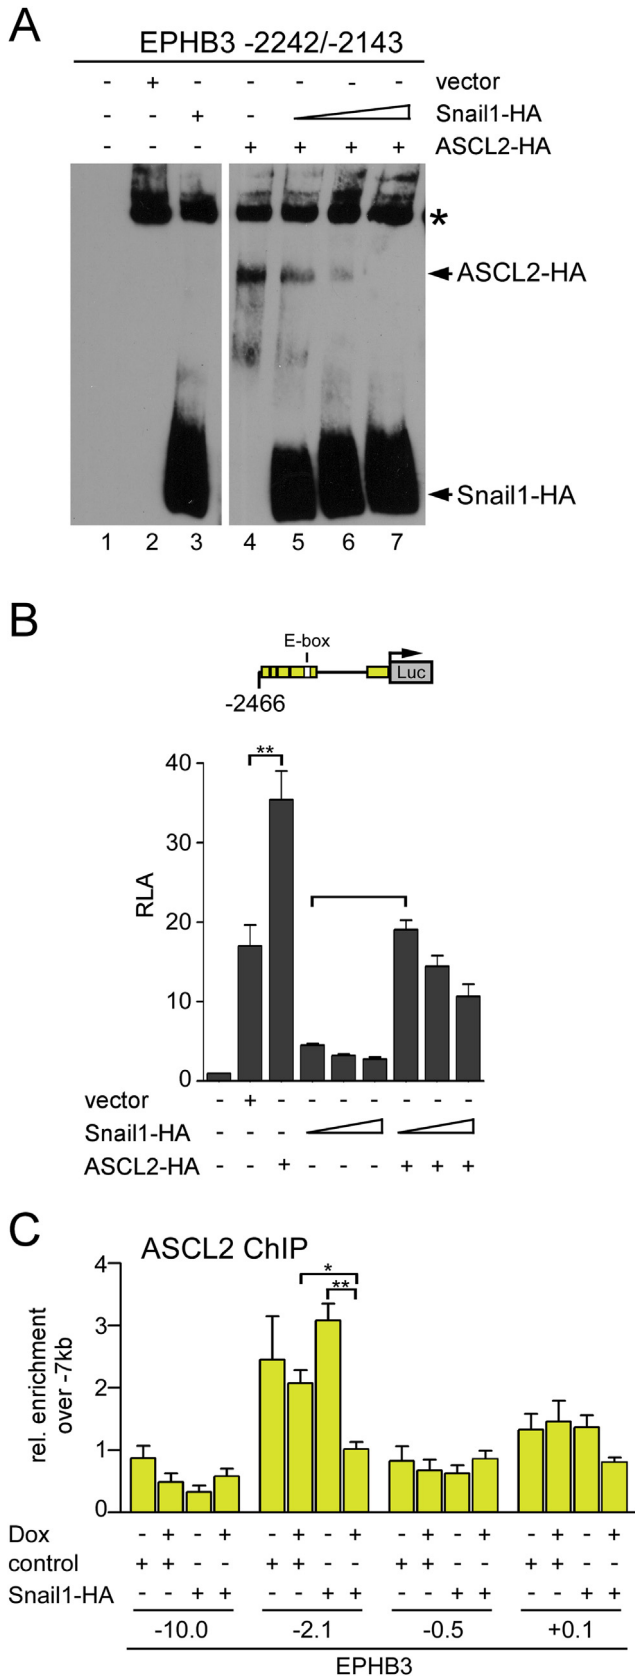 A
EPHB3 -2242/-2143
- + - - - - - vector
- - + - Snail1-HA
- - - + + + + ASCL2-HA
*
ASCL2-HA
Snail1-HA
1 2 3 4 5 6 7
B
E-box
Luc
-2466
**
40
30
20
10
0
RLA
vector - + - - - - - - -
Snail1-HA - - -
ASCL2-HA - - + - - - + + +
C
ASCL2 ChIP
*
**
4
3
2
1
0
rel. enrichment
over -7kb
Dox - + - + - + - + - + - + - + - +
control + + - - + + - - + + - - + + - -
Snail1-HA - - + + - - + + - - + + - - + +
-10.0 -2.1 -0.5 +0.1
EPHB3